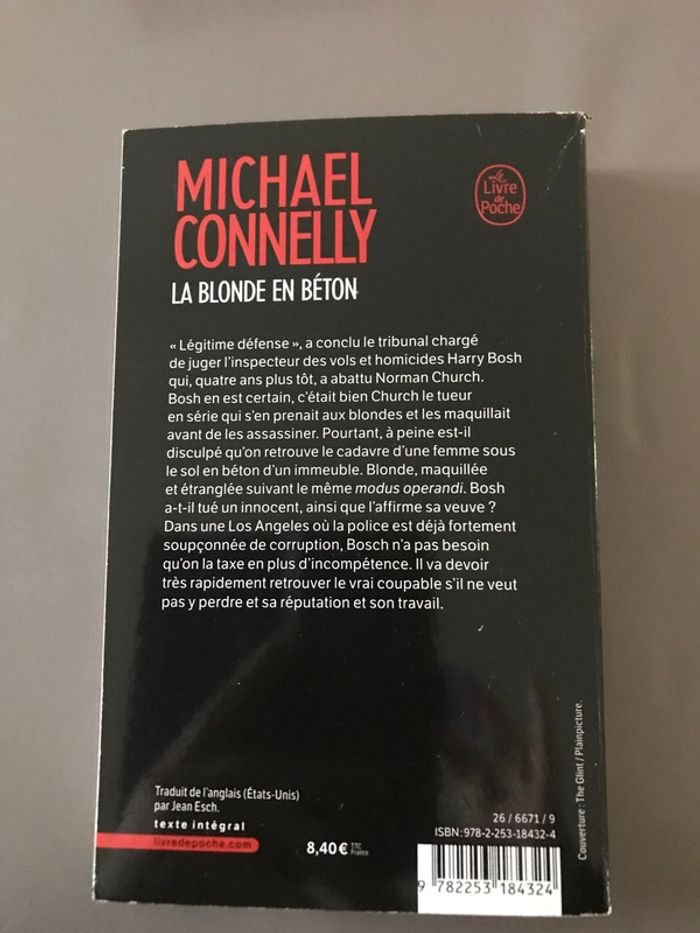 MICHAEL
CONNELLY
LA BLONDE EN BÉTON
Le
Livre
de
Poche
« Légitime défense », a conclu le tribunal chargé
de juger l'inspecteur des vols et homicides Harry Bosh
qui, quatre ans plus tôt, a abattu Norman Church.
Bosh en est certain, c'était bien Church le tueur
en série qui s'en prenait aux blondes et les maquillait
avant de les assassiner. Pourtant, à peine est-il
disculpé qu'on retrouve le cadavre d'une femme sous
le sol en béton d'un immeuble. Blonde, maquillée
et étranglée suivant le même modus operandi. Bosh
a-t-il tué un innocent, ainsi que l'affirme sa veuve ?
Dans une Los Angeles où la police est déjà fortement
soupçonnée de corruption, Bosch n'a pas besoin
qu'on la taxe en plus d'incompétence. Il va devoir
très rapidement retrouver le vrai coupable s'il ne veut
pas y perdre et sa réputation et son travail.
Traduit de l'anglais (États-Unis)
par Jean Esch.
texte intégral
livredepoche.com
8,40 € TTC
France
26 / 6671 / 9
ISBN : 978-2-253-18432-4
9 782253 184324
Couverture : The Glint / Plainpicture.